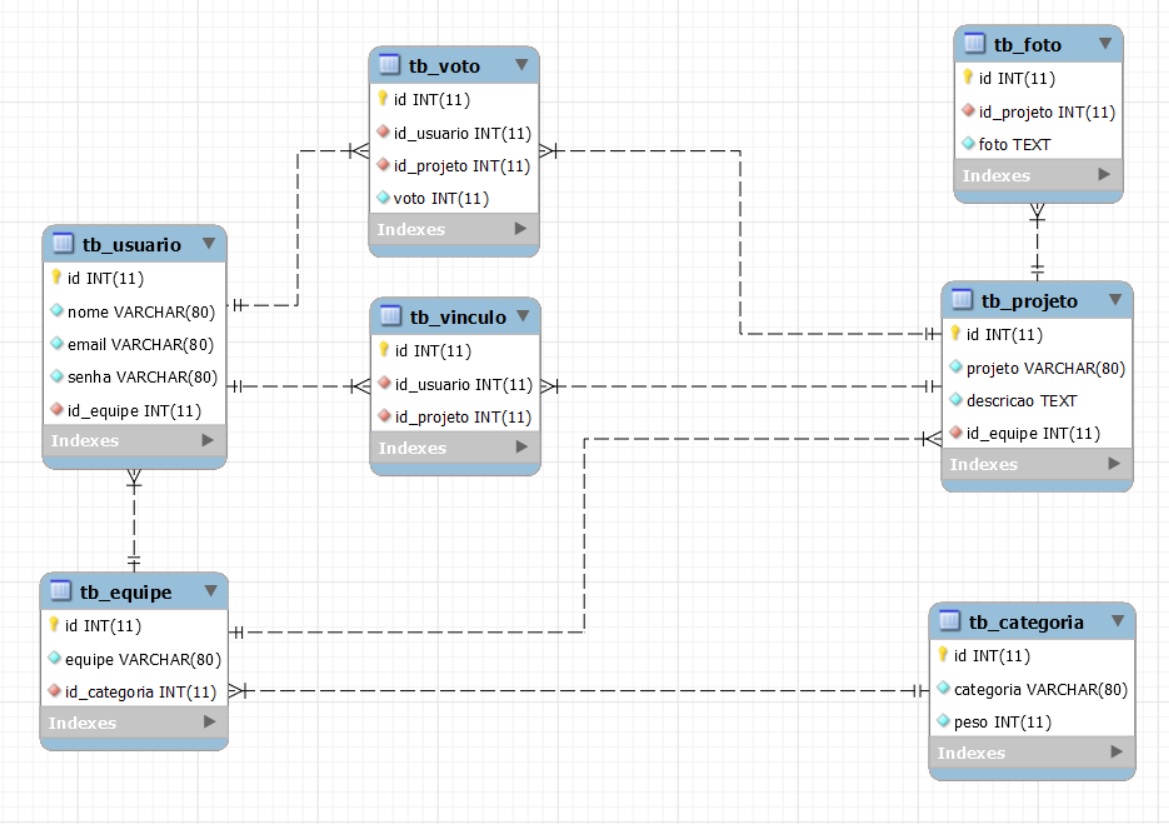 tb_voto
id INT(11)
id_usuario INT(11)
id_projeto INT(11)
voto INT(11)
Indexes
tb_foto
id INT(11)
id_projeto INT(11)
foto TEXT
Indexes
tb_usuario
id INT(11)
nome VARCHAR(80)
email VARCHAR(80)
senha VARCHAR(80)
id_equipe INT(11)
Indexes
tb_vinculo
id INT(11)
id_usuario INT(11)
id_projeto INT(11)
Indexes
tb_projeto
id INT(11)
projeto VARCHAR(80)
descricao TEXT
id_equipe INT(11)
Indexes
tb_equipe
id INT(11)
equipe VARCHAR(80)
id_categoria INT(11)
Indexes
tb_categoria
id INT(11)
categoria VARCHAR(80)
peso INT(11)
Indexes